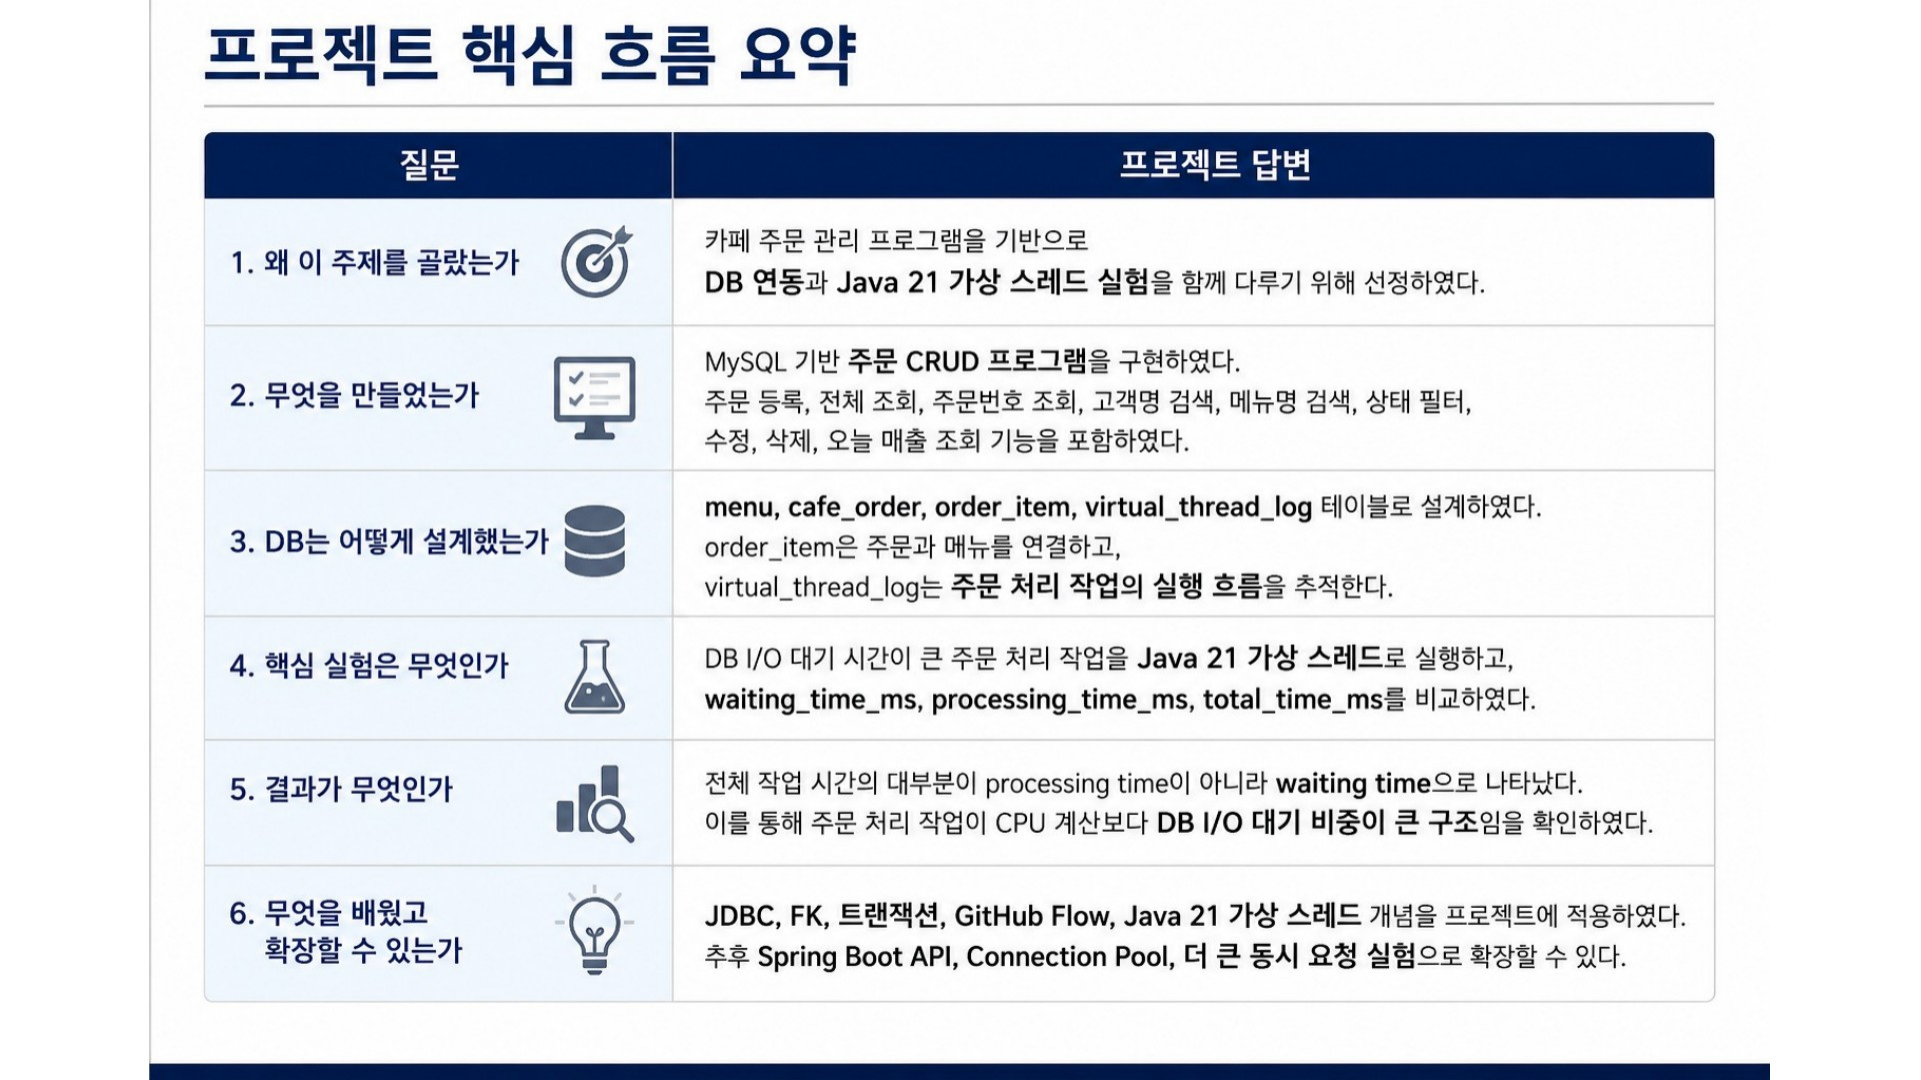 프로젝트 핵심 흐름 요약
질문
프로젝트 답변
1. 왜 이 주제를 골랐는가
카페 주문 관리 프로그램을 기반으로
DB 연동과 Java 21 가상 스레드 실험을 함께 다루기 위해 선정하였다.
2. 무엇을 만들었는가
MySQL 기반 주문 CRUD 프로그램을 구현하였다.
주문 등록, 전체 조회, 주문번호 조회, 고객명 검색, 메뉴명 검색, 상태 필터,
수정, 삭제, 오늘 매출 조회 기능을 포함하였다.
3. DB는 어떻게 설계했는가
menu, cafe_order, order_item, virtual_thread_log 테이블로 설계하였다.
order_item은 주문과 메뉴를 연결하고,
virtual_thread_log는 주문 처리 작업의 실행 흐름을 추적한다.
4. 핵심 실험은 무엇인가
DB I/O 대기 시간이 큰 주문 처리 작업을 Java 21 가상 스레드로 실행하고,
waiting_time_ms, processing_time_ms, total_time_ms를 비교하였다.
5. 결과가 무엇인가
전체 작업 시간의 대부분이 processing time이 아니라 waiting time으로 나타났다.
이를 통해 주문 처리 작업이 CPU 계산보다 DB I/O 대기 비중이 큰 구조임을 확인하였다.
6. 무엇을 배웠고
확장할 수 있는가
JDBC, FK, 트랜잭션, GitHub Flow, Java 21 가상 스레드 개념을 프로젝트에 적용하였다.
추후 Spring Boot API, Connection Pool, 더 큰 동시 요청 실험으로 확장할 수 있다.